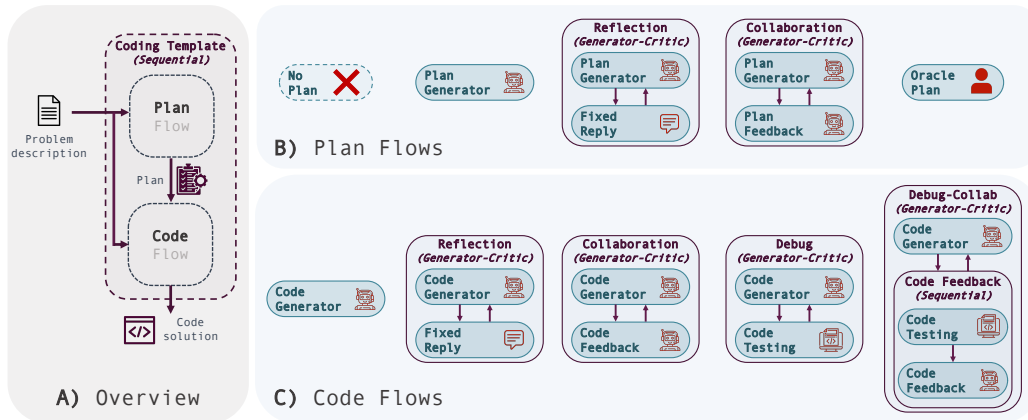 Coding Template
(Sequential)
Problem
description
Plan
Flow
Plan
Code
Flow
Code
solution
A) Overview
No
Plan
Plan
Generator
Reflection
(Generator-Critic)
Plan
Generator
Fixed
Reply
Collaboration
(Generator-Critic)
Plan
Generator
Plan
Feedback
Oracle
Plan
B) Plan Flows
Code
Generator
Reflection
(Generator-Critic)
Code
Generator
Fixed
Reply
Collaboration
(Generator-Critic)
Code
Generator
Code
Feedback
Debug
(Generator-Critic)
Code
Generator
Code
Testing
Debug-Collab
(Generator-Critic)
Code
Generator
Code Feedback
(Sequential)
Code
Testing
Code
Feedback
C) Code Flows